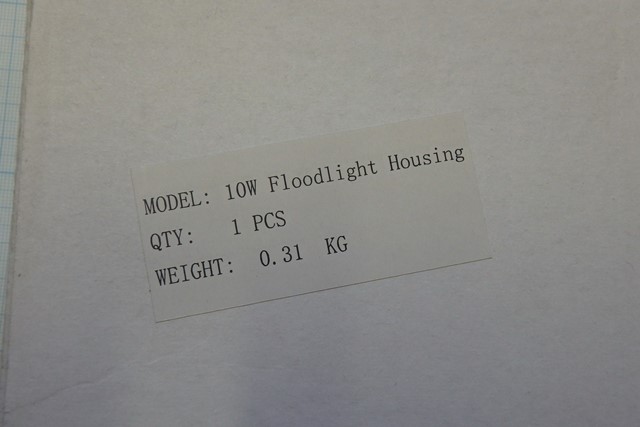 MODEL: 10W Floodlight Housing
QTY: 1 PCS
WEIGHT: 0.31 KG